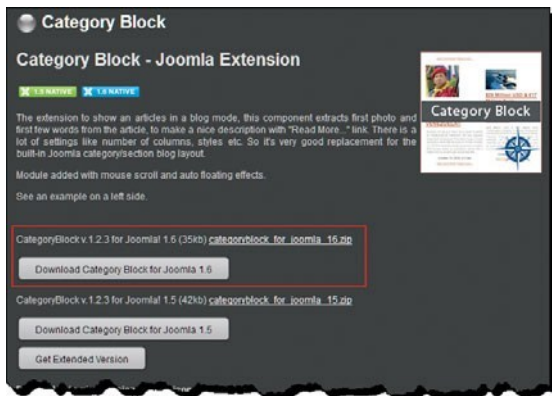 Category Block
Category Block - Joomla Extension
1.5 NATIVE 1.6 NATIVE
Category Block
The extension to show an articles in a blog mode, this component extracts first photo and
first few words from the article, to make a nice description with "Read More..." link. There is a
lot of settings like number of columns, styles etc. So it's very good replacement for the
built-in Joomla category/section blog layout.
Module added with mouse scroll and auto floating effects.
See an example on a left side.
CategoryBlock v.1.2.3 for Joomla! 1.6 (35kb) categoryblock_for_joomla_16.zip
Download Category Block for Joomla 1.6
CategoryBlock v.1.2.3 for Joomla! 1.5 (42kb) categoryblock_for_joomla_15.zip
Download Category Block for Joomla 1.5
Get Extended Version